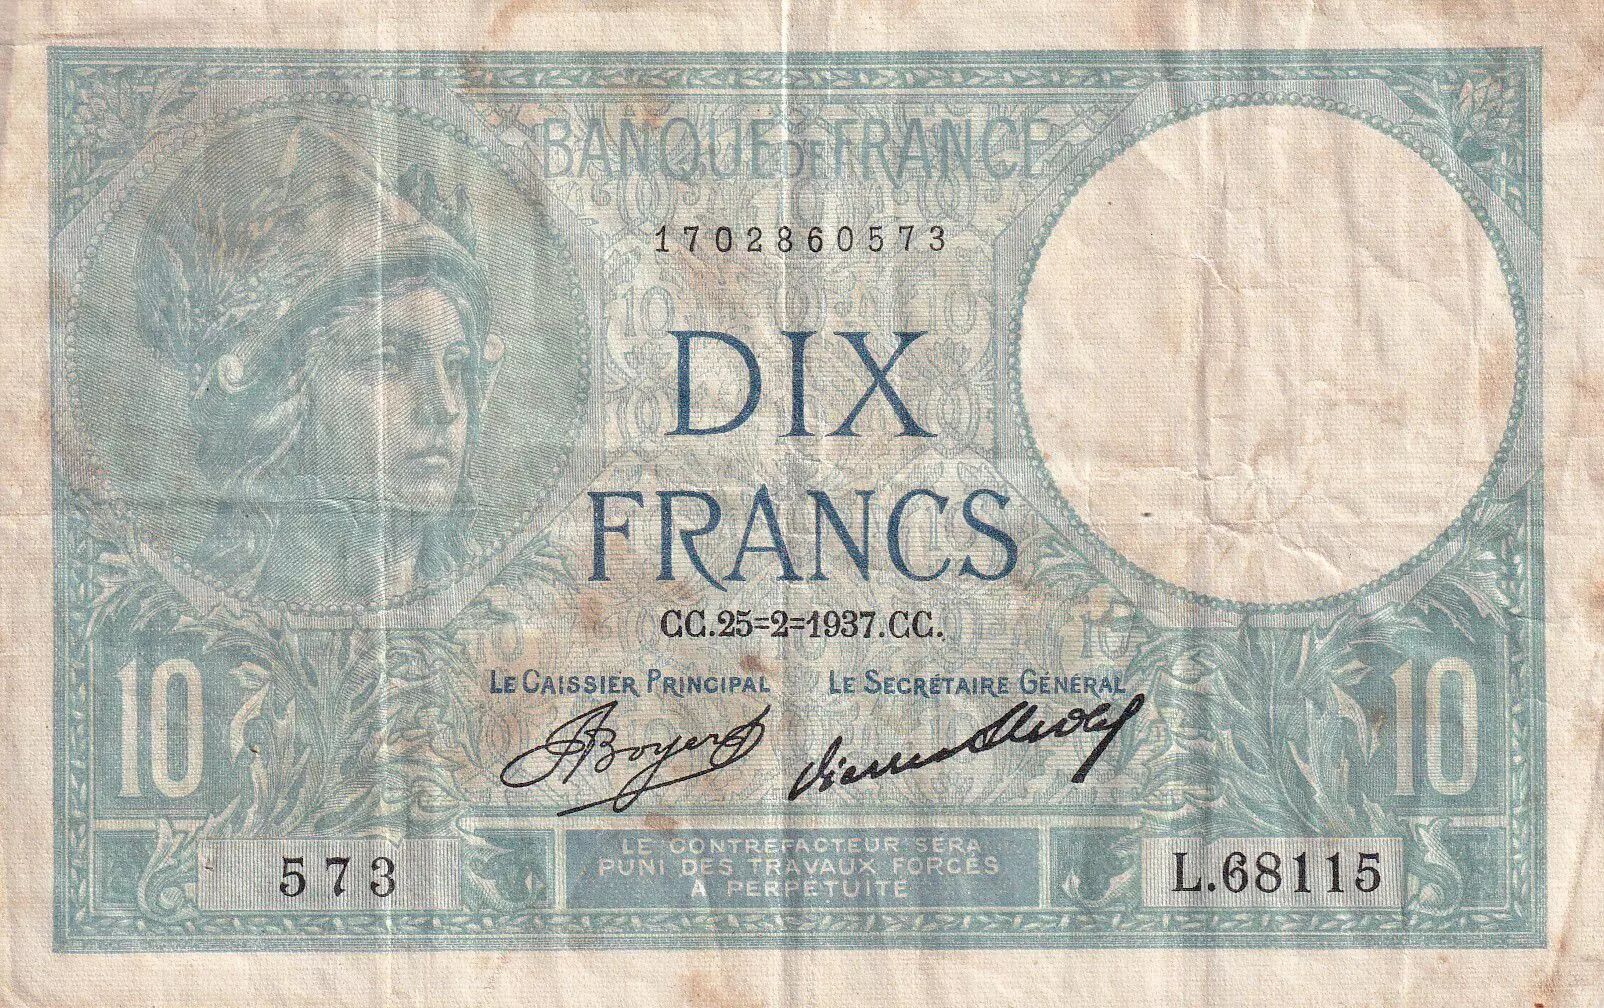 BANQUE DE FRANCE
1702860573
DIX
FRANCS
CC.25=2=1937.CC.
LE CAISSIER PRINCIPAL
LE SECRÉTAIRE GÉNÉRAL
JBoyer
10
10
573
LE CONTREFACTEUR SERA
PUNI DES TRAVAUX FORCÉS
À PERPÉTUITÉ
L.68115